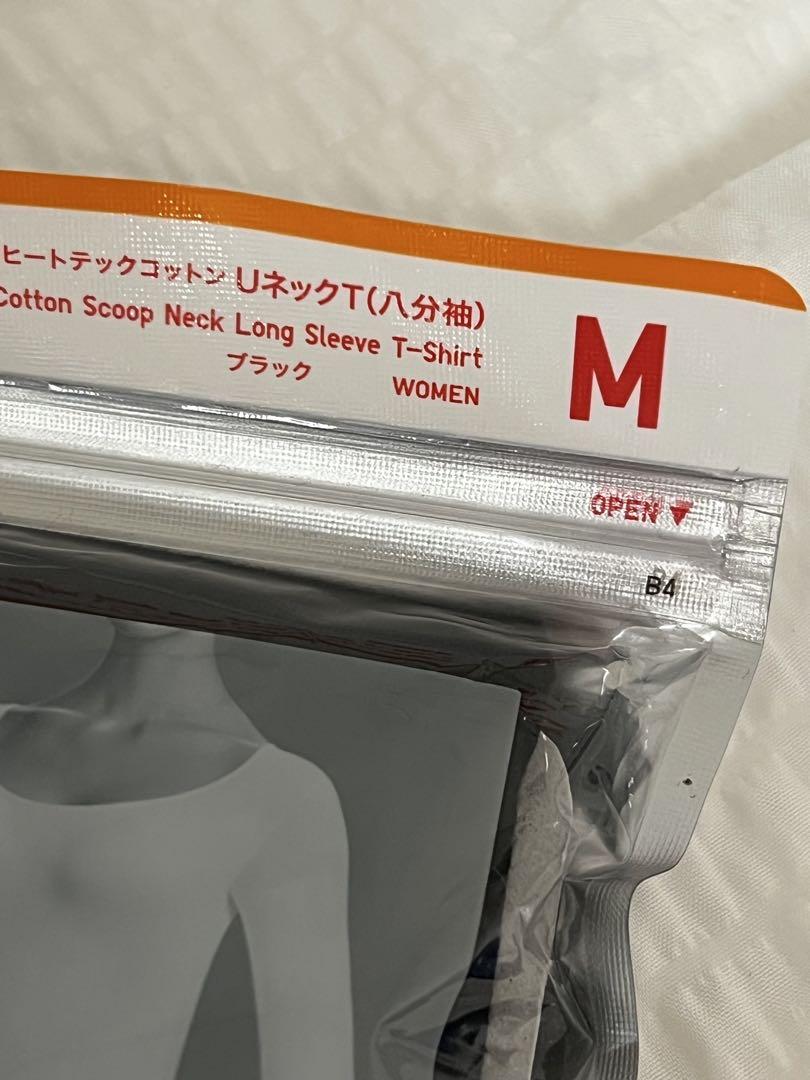 ヒートテックコットン UネックT(八分袖)
Cotton Scoop Neck Long Sleeve T-Shirt
ブラック
WOMEN
M
OPEN ▼
B4